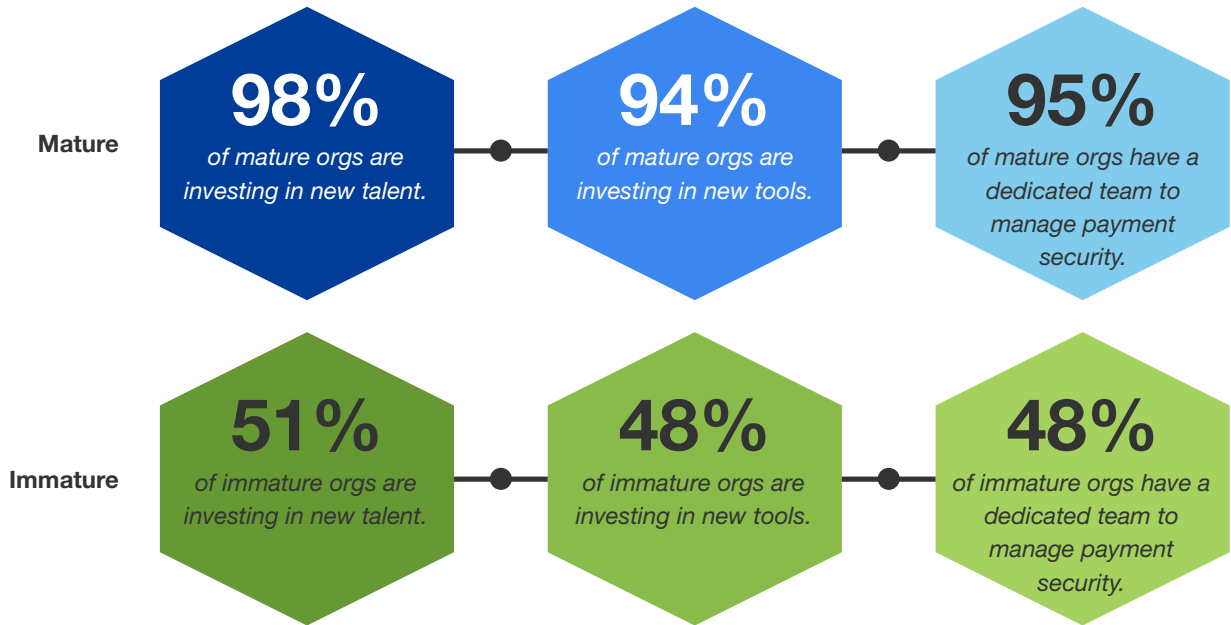 Mature
98%
of mature orgs are
investing in new talent.
94%
of mature orgs are
investing in new tools.
95%
of mature orgs have a
dedicated team to
manage payment
security.
Immature
51%
of immature orgs are
investing in new talent.
48%
of immature orgs are
investing in new tools.
48%
of immature orgs have a
dedicated team to
manage payment
security.